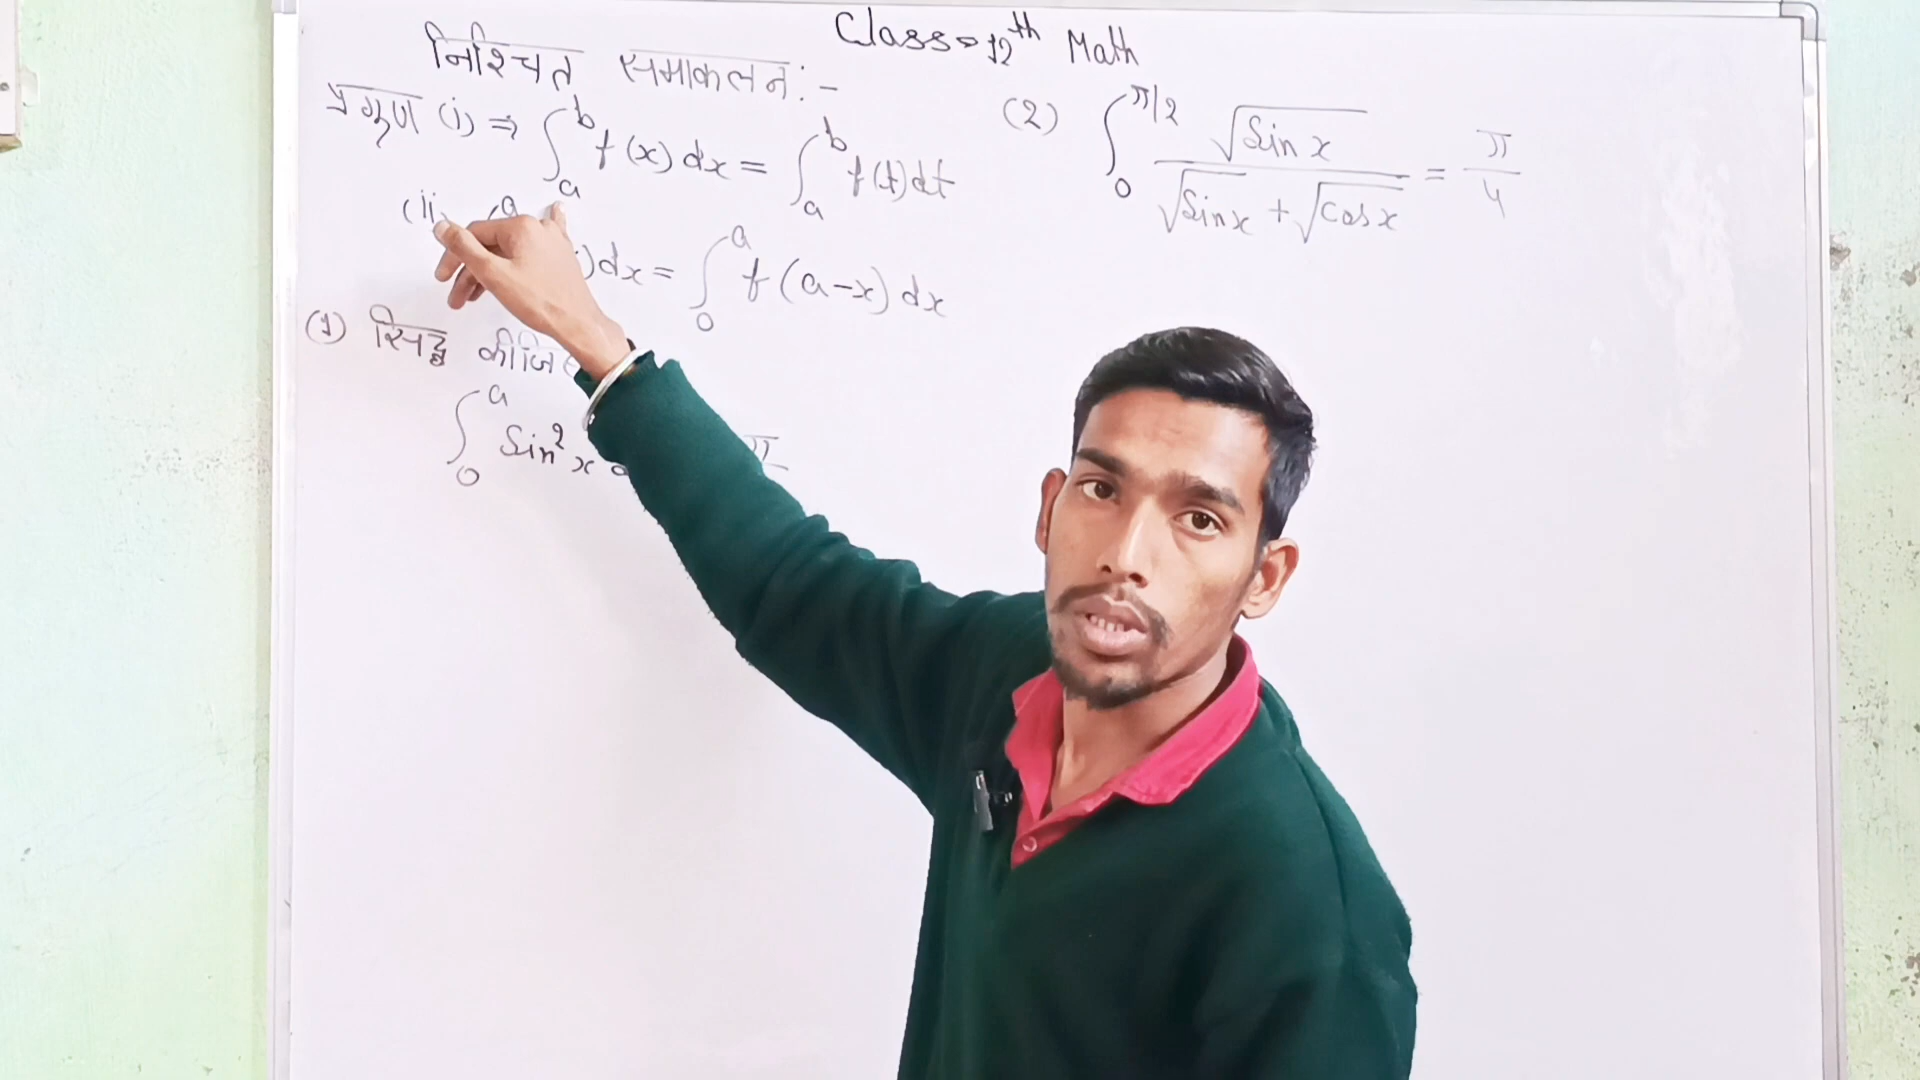 Class 12th Math
निश्चित समाकलन:-
प्रगुण (i) ⇒ ∫_a^b f(x) dx = ∫_a^b f(t) dt
(ii) dx = ∫_0^a f(a-x) dx
(1) सिद्ध
∫_0^a Sin²x π
(2) ∫_0^π/2 √Sin x / (√Sin x + √Cos x) = π/4